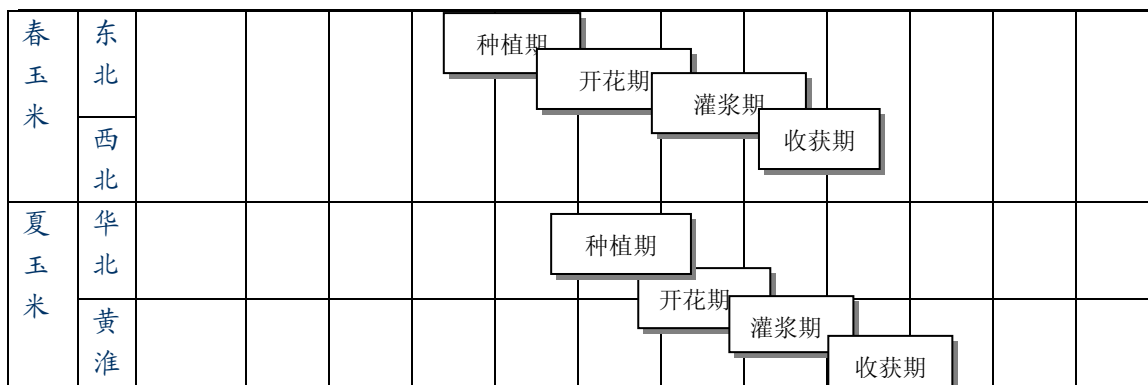 春玉米
东北
西北
种植期
开花期
灌浆期
收获期
夏玉米
华北
黄淮
种植期
开花期
灌浆期
收获期